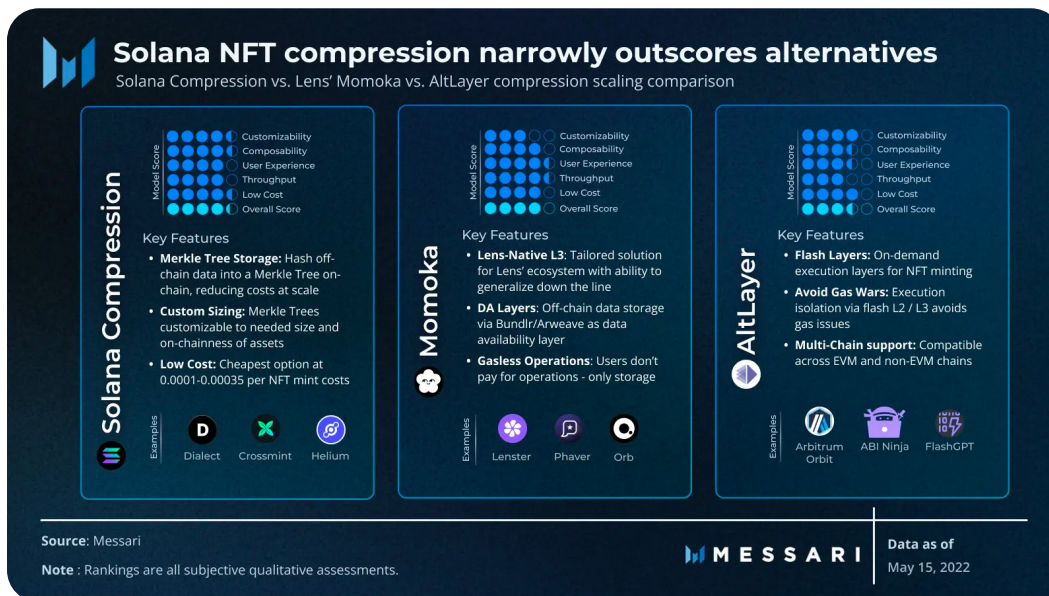 Solana NFT compression narrowly outscores alternatives
Solana Compression vs. Lens' Momoka vs. AltLayer compression scaling comparison
Solana Compression
Model Score
Customizability
Composability
User Experience
Throughput
Low Cost
Overall Score
Key Features
• Merkle Tree Storage: Hash off-
chain data into a Merkle Tree on-
chain, reducing costs at scale
• Custom Sizing: Merkle Trees
customizable to needed size and
on-chainness of assets
• Low Cost: Cheapest option at
0.0001-0.00035 per NFT mint costs
Examples
D
Dialect
Crossmint
Helium
Momoka
Model Score
Customizability
Composability
User Experience
Throughput
Low Cost
Overall Score
Key Features
• Lens-Native L3: Tailored solution
for Lens' ecosystem with ability to
generalize down the line
• DA Layers: Off-chain data storage
via Bundlr/Arweave as data
availability layer
• Gasless Operations: Users don't
pay for operations - only storage
Examples
Lenster
Phaver
Orb
AltLayer
Model Score
Customizability
Composability
User Experience
Throughput
Low Cost
Overall Score
Key Features
• Flash Layers: On-demand
execution layers for NFT minting
• Avoid Gas Wars: Execution
isolation via flash L2 / L3 avoids
gas issues
• Multi-Chain support: Compatible
across EVM and non-EVM chains
Examples
Arbitrum
Orbit
ABI Ninja
FlashGPT
Source: Messari
Note : Rankings are all subjective qualitative assessments.
MESSARI
Data as of
May 15, 2022